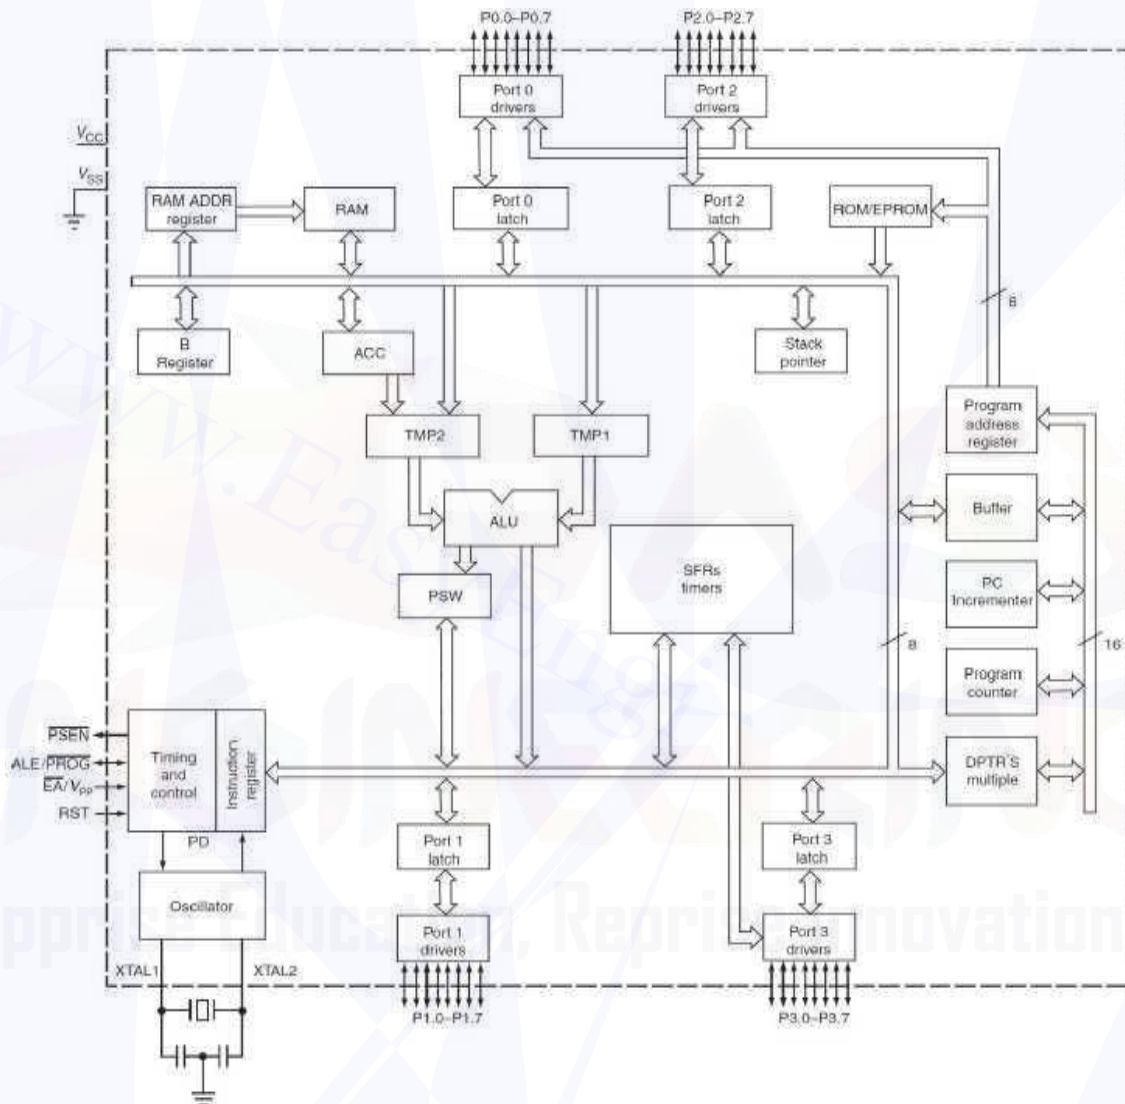 P0.0–P0.7
P2.0–P2.7
Port 0
drivers
Port 2
drivers
VCC
VSS
RAM ADDR
register
RAM
Port 0
latch
Port 2
latch
ROM/EPROM
8
B
Register
ACC
Stack
pointer
Program
address
register
TMP2
TMP1
Buffer
ALU
SFRs
timers
PSW
PC
Incrementer
8
16
Program
counter
PSEN
ALE/PROG
EA/VPP
RST
Timing
and
control
Instruction
register
DPTR'S
multiple
PD
Port 1
latch
Port 3
latch
Oscillator
Port 1
drivers
Port 3
drivers
XTAL1
XTAL2
P1.0–P1.7
P3.0–P3.7